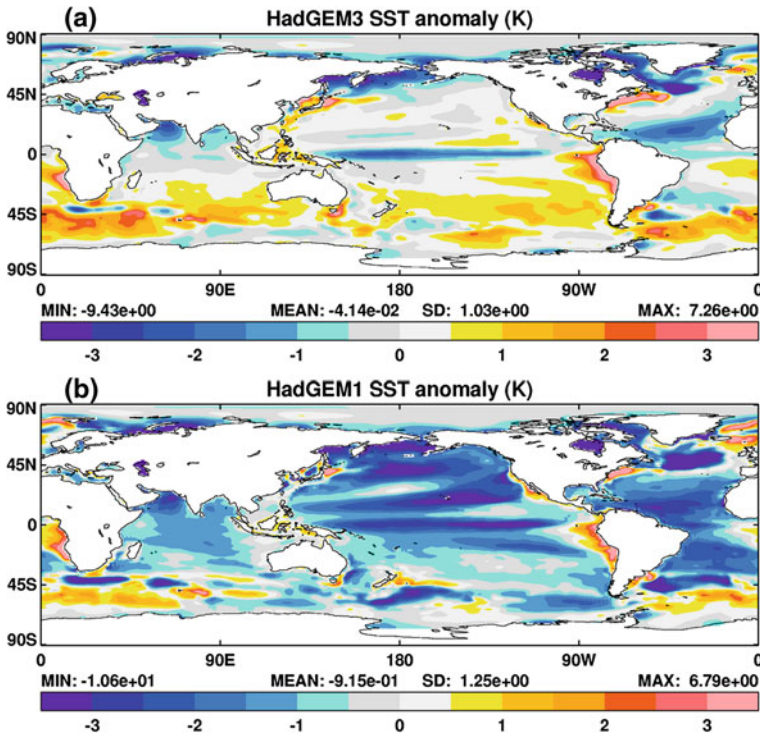 (a) HadGEM3 SST anomaly (K)
90N
45N
0
45S
90S
0 90E 180 90W 0
MIN: -9.43e+00 MEAN: -4.14e-02 SD: 1.03e+00 MAX: 7.26e+00
-3 -2 -1 0 1 2 3
(b) HadGEM1 SST anomaly (K)
90N
45N
0
45S
90S
0 90E 180 90W 0
MIN: -1.06e+01 MEAN: -9.15e-01 SD: 1.25e+00 MAX: 6.79e+00
-3 -2 -1 0 1 2 3